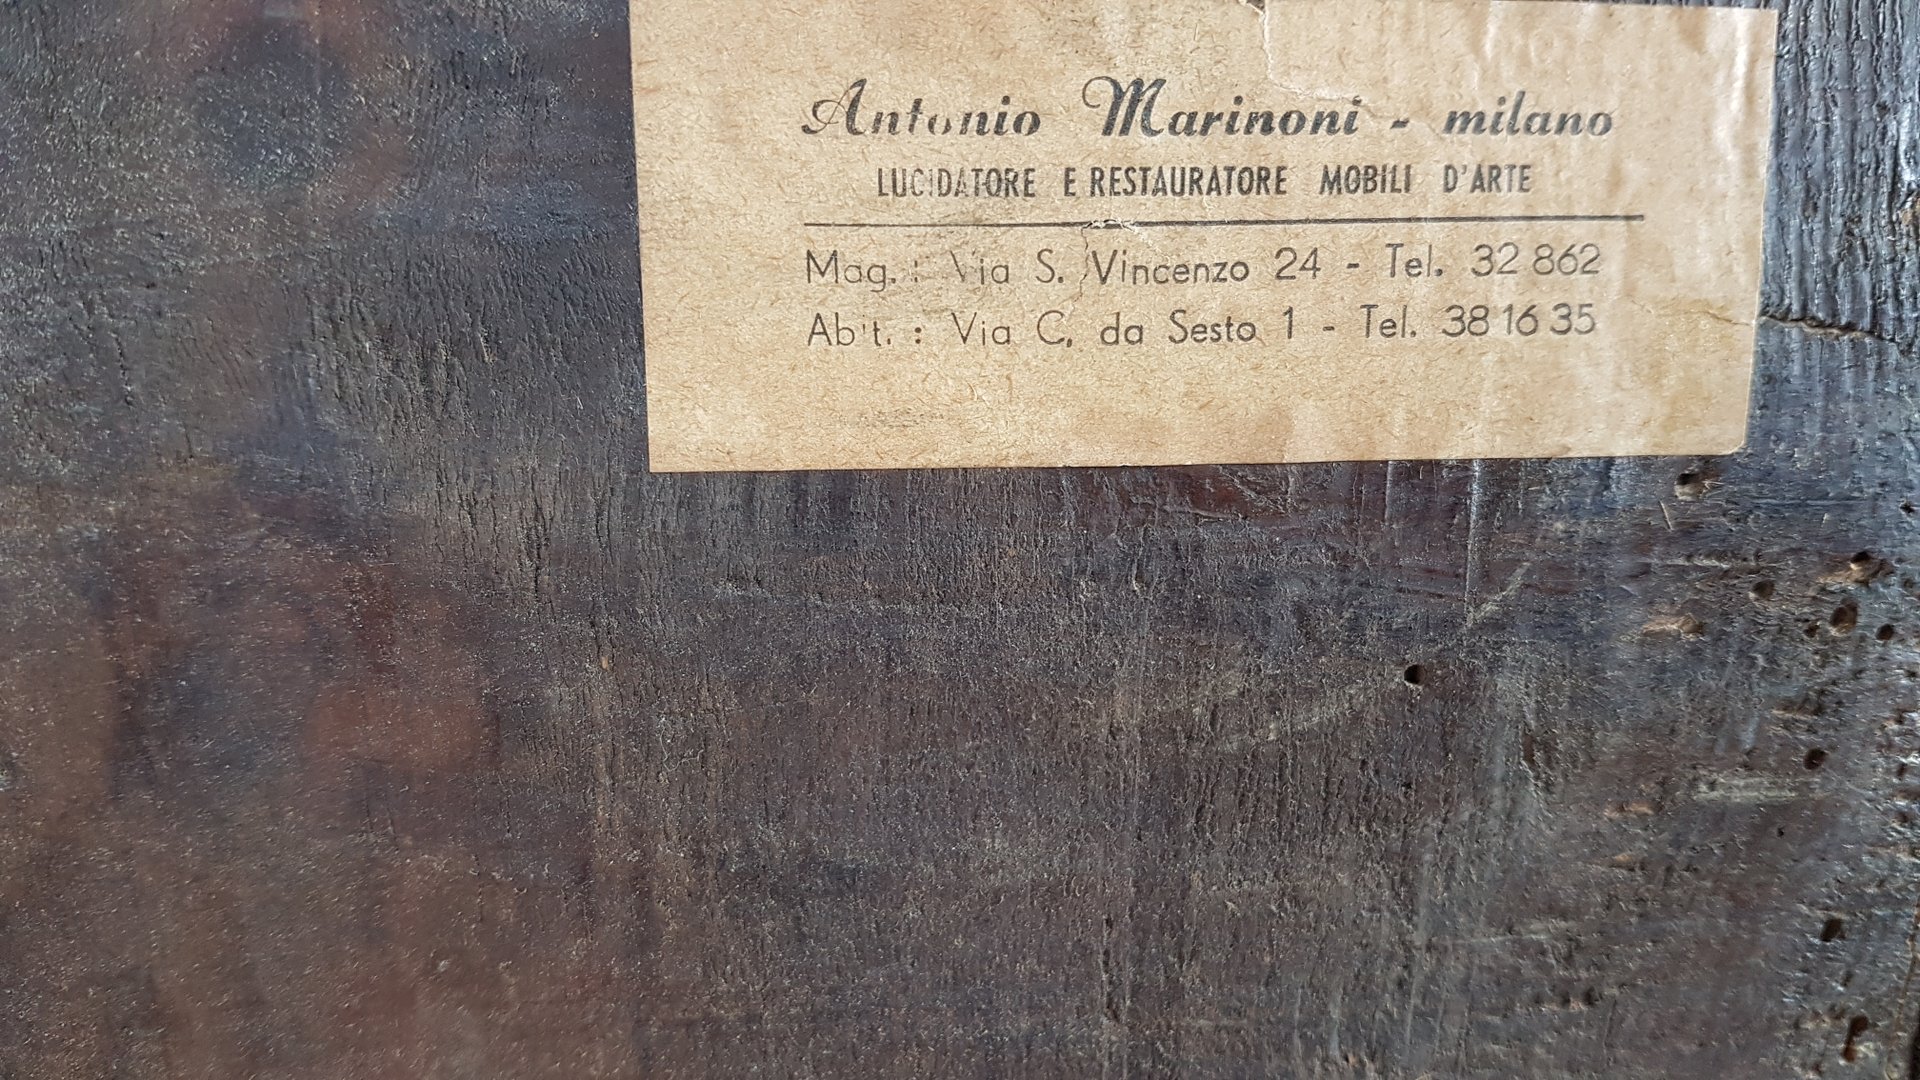 Antonio Marinoni - milano
LUCIDATORE E RESTAURATORE MOBILI D'ARTE
Mag. : Via S. Vincenzo 24 - Tel. 32 862
Abit. : Via C. da Sesto 1 - Tel. 38 16 35